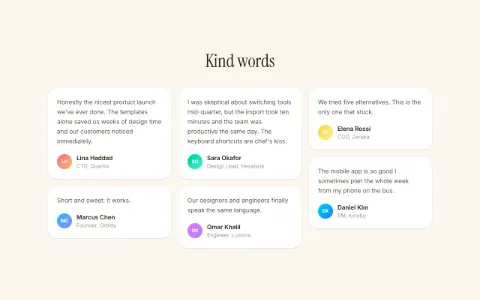 Kind words
Honestly the nicest product launch
we've ever done. The templates
alone saved us weeks of design time
and our customers noticed
immediately.
Lina Haddad
CTO, Quantix
Short and sweet: it works.
MC
Marcus Chen
Founder, Orbitly
I was skeptical about switching tools
mid-quarter, but the import took ten
minutes and the team was
productive the same day. The
keyboard shortcuts are chef's kiss.
SO
Sara Okafor
Design Lead, Hexabyte
Our designers and engineers finally
speak the same language.
OK
Omar Khalil
Engineer, Lumora
We tried five alternatives. This is the
only one that stuck.
ER
Elena Rossi
COO, Zentra
The mobile app is so good I
sometimes plan the whole week
from my phone on the bus.
DK
Daniel Kim
PM, Kinetiq